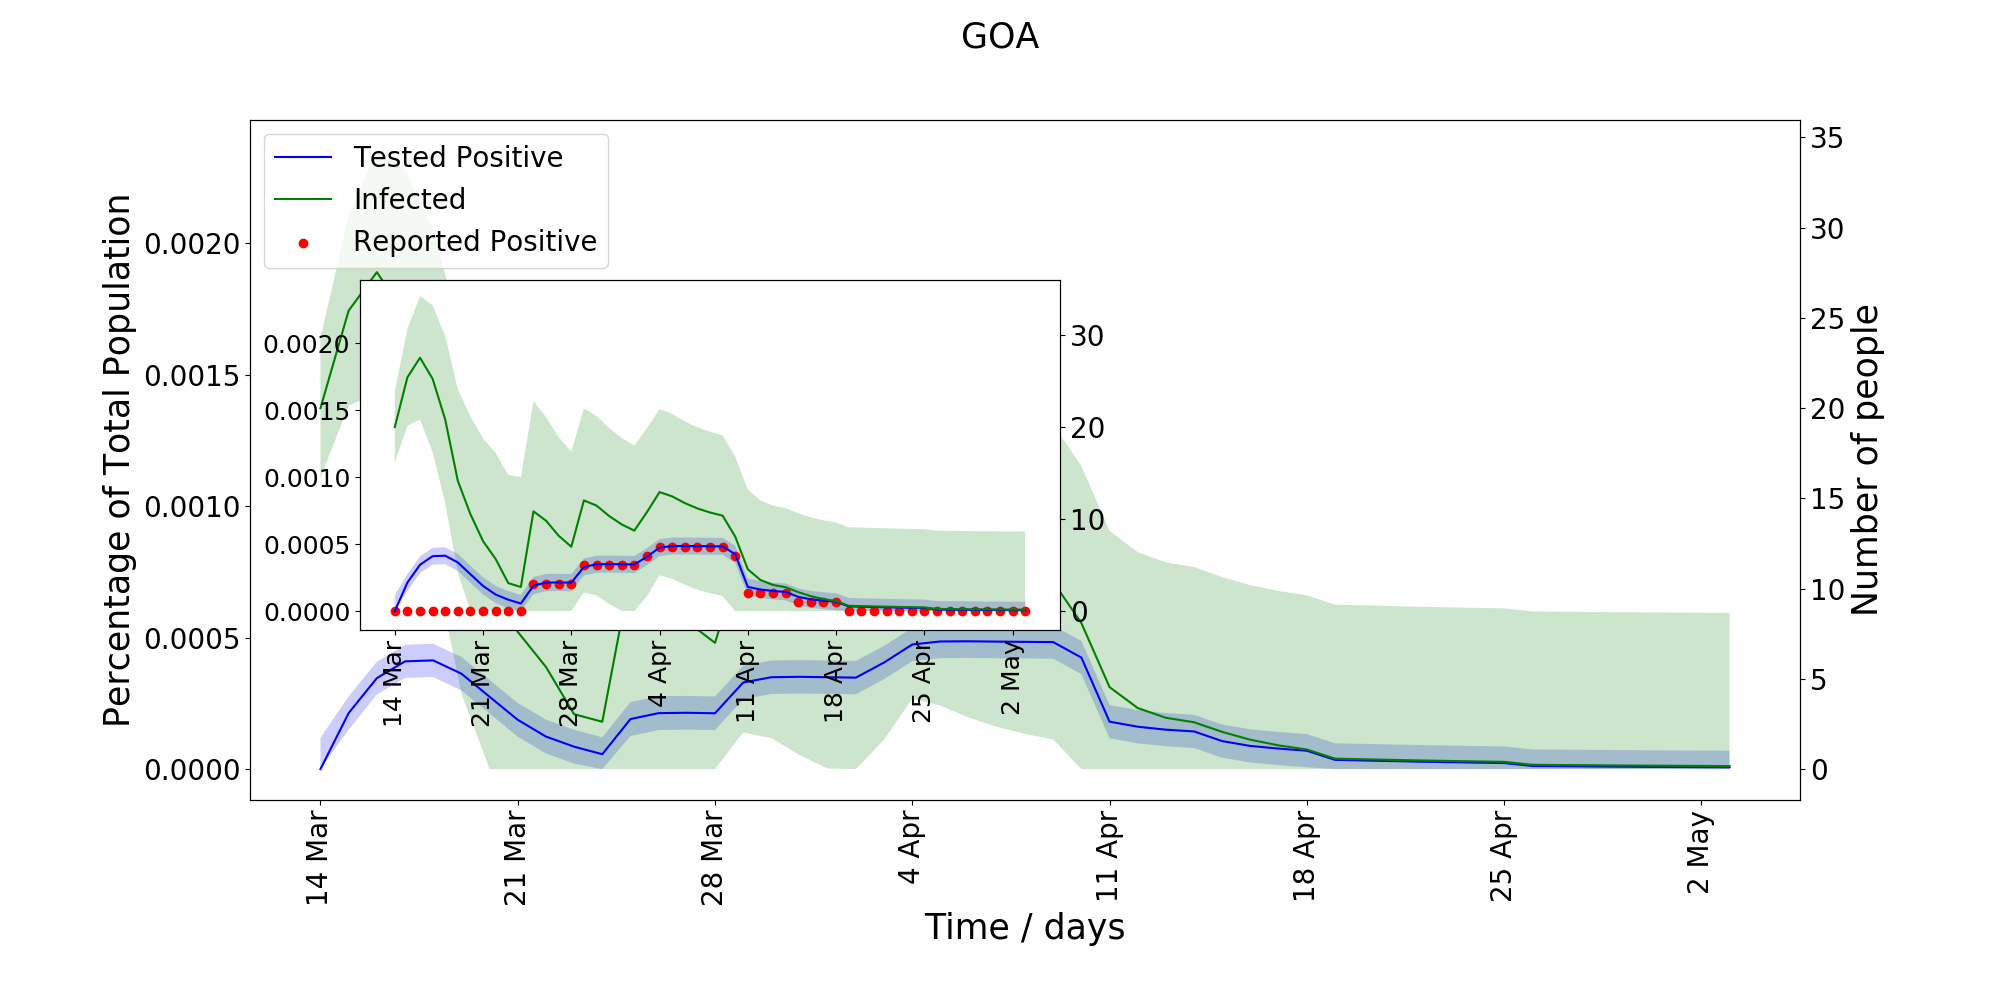 GOA
Tested Positive
Infected
Reported Positive
Percentage of Total Population
0.0020
0.0015
0.0010
0.0005
0.0000
35
30
25
20
15
10
5
0
Number of people
0.0020
0.0015
0.0010
0.0005
0.0000
30
20
10
0
14 Mar
21 Mar
28 Mar
4 Apr
11 Apr
18 Apr
25 Apr
2 May
14 Mar
21 Mar
28 Mar
4 Apr
11 Apr
18 Apr
25 Apr
2 May
Time / days